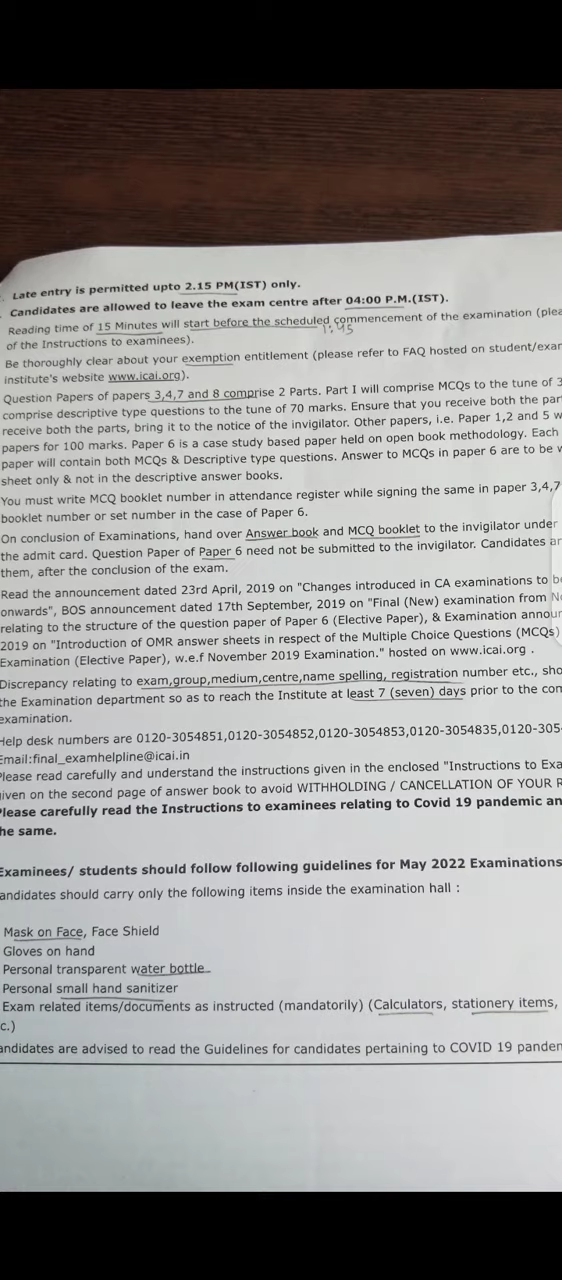 Late entry is permitted upto 2.15 PM(IST) only.
Candidates are allowed to leave the exam centre after 04:00 P.M.(IST).
Reading time of 15 Minutes will start before the scheduled commencement of the examination (plea
1:45
of the Instructions to examinees).
Be thoroughly clear about your exemption entitlement (please refer to FAQ hosted on student/exar
institute's website www.icai.org).
Question Papers of papers 3,4,7 and 8 comprise 2 Parts. Part I will comprise MCQs to the tune of 3
comprise descriptive type questions to the tune of 70 marks. Ensure that you receive both the par
receive both the parts, bring it to the notice of the invigilator. Other papers, i.e. Paper 1,2 and 5 w
papers for 100 marks. Paper 6 is a case study based paper held on open book methodology. Each
paper will contain both MCQs & Descriptive type questions. Answer to MCQs in paper 6 are to be w
sheet only & not in the descriptive answer books.
You must write MCQ booklet number in attendance register while signing the same in paper 3,4,7
booklet number or set number in the case of Paper 6.
On conclusion of Examinations, hand over Answer book and MCQ booklet to the invigilator under
the admit card. Question Paper of Paper 6 need not be submitted to the invigilator. Candidates ar
them, after the conclusion of the exam.
Read the announcement dated 23rd April, 2019 on "Changes introduced in CA examinations to be
onwards", BOS announcement dated 17th September, 2019 on "Final (New) examination from No
relating to the structure of the question paper of Paper 6 (Elective Paper), & Examination announ
2019 on "Introduction of OMR answer sheets in respect of the Multiple Choice Questions (MCQs)
Examination (Elective Paper), w.e.f November 2019 Examination." hosted on www.icai.org .
Discrepancy relating to exam,group,medium,centre,name spelling, registration number etc., sho
the Examination department so as to reach the Institute at least 7 (seven) days prior to the com
examination.
Help desk numbers are 0120-3054851,0120-3054852,0120-3054853,0120-3054835,0120-305
Email:final_examhelpline@icai.in
Please read carefully and understand the instructions given in the enclosed "Instructions to Exa
given on the second page of answer book to avoid WITHHOLDING / CANCELLATION OF YOUR R
Please carefully read the Instructions to examinees relating to Covid 19 pandemic an
he same.
Examinees/ students should follow following guidelines for May 2022 Examinations
andidates should carry only the following items inside the examination hall :
Mask on Face, Face Shield
Gloves on hand
Personal transparent water bottle
Personal small hand sanitizer
Exam related items/documents as instructed (mandatorily) (Calculators, stationery items,
c.)
andidates are advised to read the Guidelines for candidates pertaining to COVID 19 panden